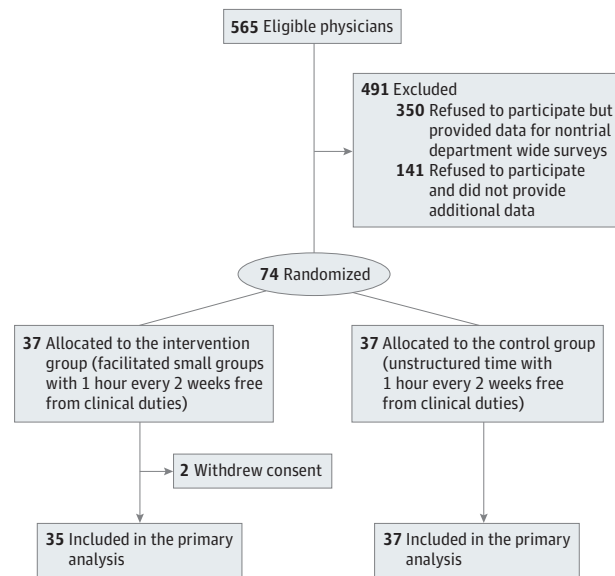 565 Eligible physicians
491 Excluded
350 Refused to participate but
provided data for nontrial
department wide surveys
141 Refused to participate
and did not provide
additional data
74 Randomized
37 Allocated to the intervention
group (facilitated small groups
with 1 hour every 2 weeks free
from clinical duties)
37 Allocated to the control group
(unstructured time with
1 hour every 2 weeks free
from clinical duties)
2 Withdrew consent
35 Included in the primary
analysis
37 Included in the primary
analysis